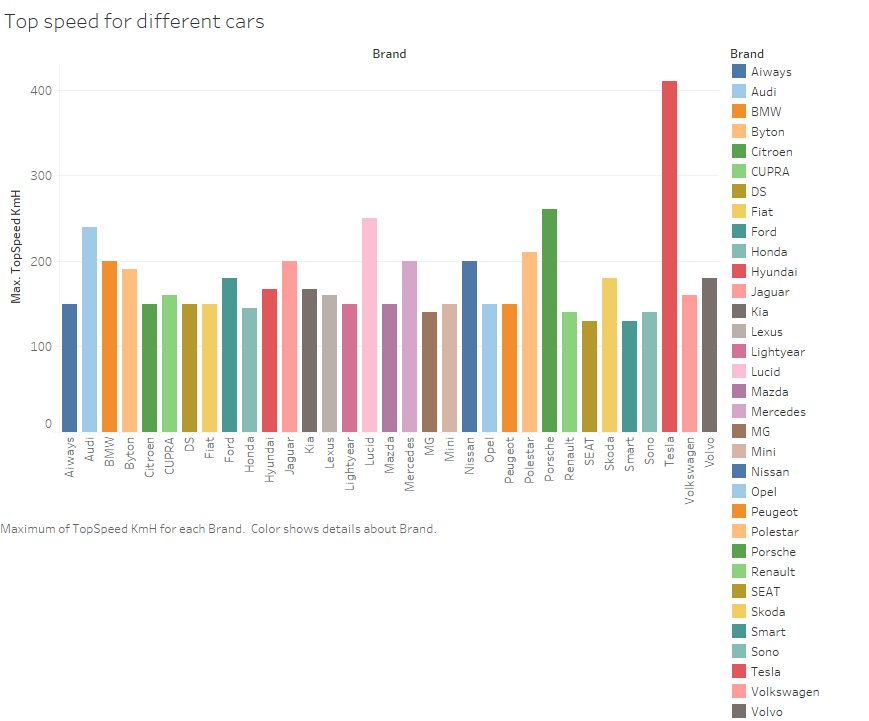 Top speed for different cars
Brand
Max. TopSpeed KmH
400
300
200
100
0
Aiways
Audi
BMW
Byton
Citroen
CUPRA
DS
Fiat
Ford
Honda
Hyundai
Jaguar
Kia
Lexus
Lightyear
Lucid
Mazda
Mercedes
MG
Mini
Nissan
Opel
Peugeot
Polestar
Porsche
Renault
SEAT
Skoda
Smart
Sono
Tesla
Volkswagen
Volvo
Brand
Aiways
Audi
BMW
Byton
Citroen
CUPRA
DS
Fiat
Ford
Honda
Hyundai
Jaguar
Kia
Lexus
Lightyear
Lucid
Mazda
Mercedes
MG
Mini
Nissan
Opel
Peugeot
Polestar
Porsche
Renault
SEAT
Skoda
Smart
Sono
Tesla
Volkswagen
Volvo
Maximum of TopSpeed KmH for each Brand. Color shows details about Brand.